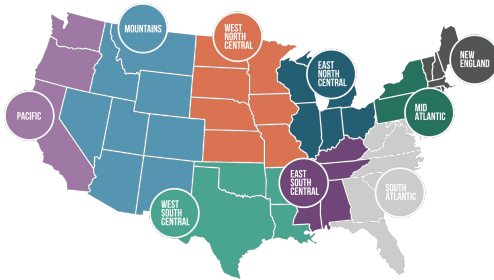 MOUNTAINS
WEST
NORTH
CENTRAL
NEW
ENGLAND
EAST
NORTH
CENTRAL
PACIFIC
MID
ATLANTIC
EAST
SOUTH
CENTRAL
SOUTH
ATLANTIC
WEST
SOUTH
CENTRAL